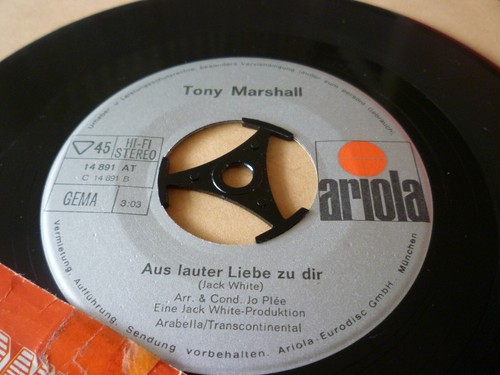 Tony Marshall
45
HI-FI
STEREO
14 891 AT
C 14 891 B
GEMA
3:03
ariola
Aus lauter Liebe zu dir
(Jack White)
Arr. & Cond. Jo Plée
Eine Jack White-Produktion
Arabella/Transcontinental
Vermietung, Aufführung, Sendung vorbehalten. Ariola-Eurodisc GmbH. München